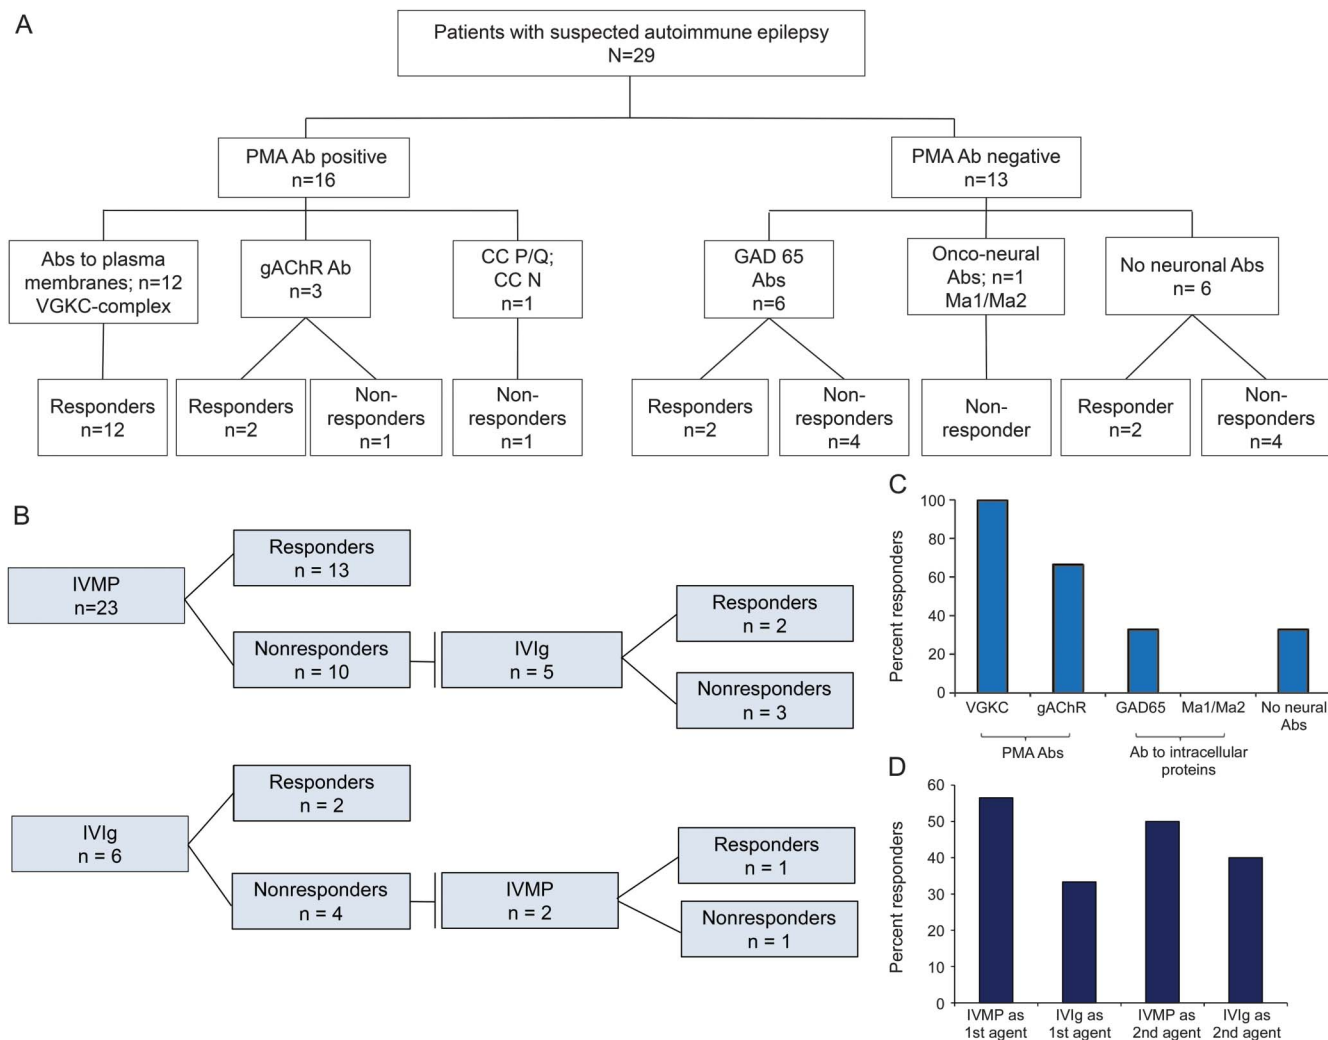 A
Patients with suspected autoimmune epilepsy
N=29
PMA Ab positive
n=16
PMA Ab negative
n=13
Abs to plasma
membranes; n=12
VGKC-complex
gAChR Ab
n=3
CC P/Q;
CC N
n=1
GAD 65
Abs
n=6
Onco-neural
Abs; n=1
Ma1/Ma2
No neuronal Abs
n= 6
Responders
n=12
Responders
n=2
Non-
responders
n=1
Non-
responders
n=1
Responders
n=2
Non-
responders
n=4
Non-
responder
Responder
n=2
Non-
responders
n=4
B
IVMP
n=23
Responders
n = 13
Nonresponders
n = 10
IVIg
n = 5
Responders
n = 2
Nonresponders
n = 3
IVIg
n = 6
Responders
n = 2
Nonresponders
n = 4
IVMP
n = 2
Responders
n = 1
Nonresponders
n = 1
C
Percent responders
100
80
60
40
20
0
VGKC
gAChR
GAD65
Ma1/Ma2
No neural
Abs
PMA Abs
Ab to intracellular
proteins
D
Percent responders
60
50
40
30
20
10
0
IVMP as
1st agent
IVIg as
1st agent
IVMP as
2nd agent
IVIg as
2nd agent